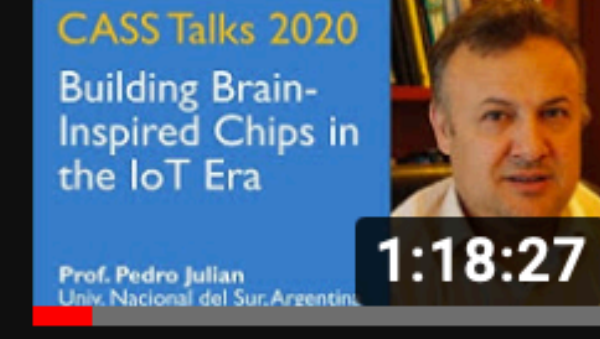 CASS Talks 2020
Building Brain-
Inspired Chips in
the IoT Era
Prof. Pedro Julian
Univ. Nacional del Sur. Argentina
1:18:27